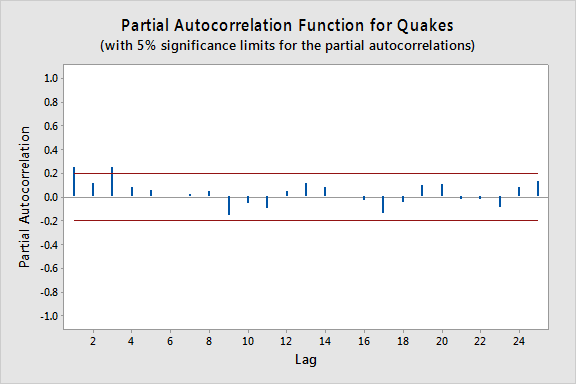 Partial Autocorrelation Function for Quakes
(with 5% significance limits for the partial autocorrelations)
Partial Autocorrelation
1.0
0.8
0.6
0.4
0.2
0.0
-0.2
-0.4
-0.6
-0.8
-1.0
2 4 6 8 10 12 14 16 18 20 22 24
Lag